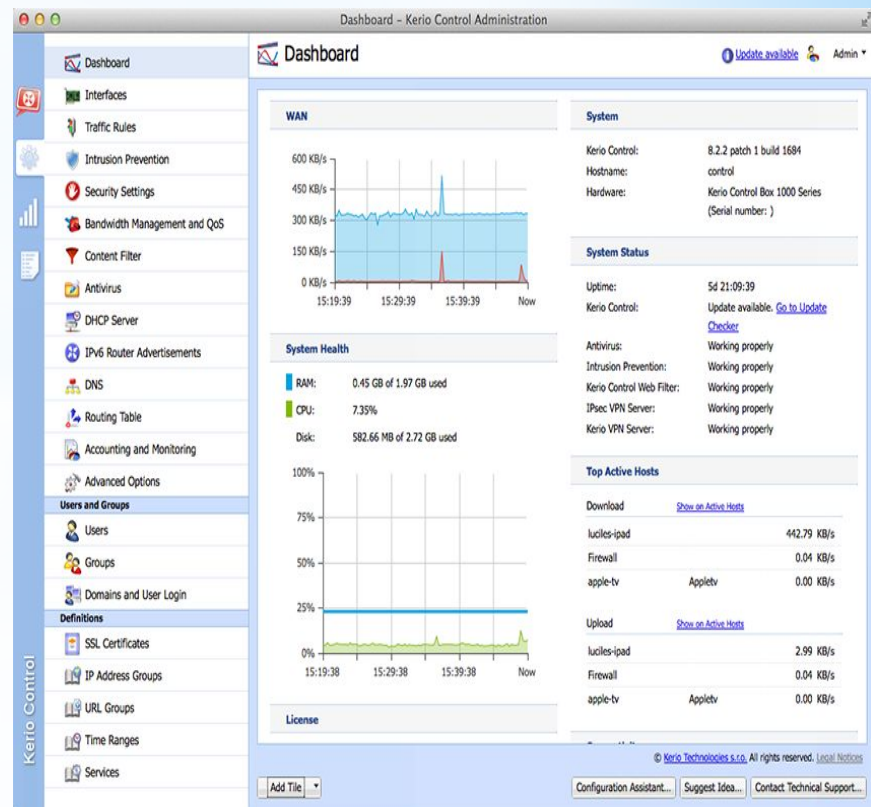 Dashboard – Kerio Control Administration
Dashboard
Interfaces
Traffic Rules
Intrusion Prevention
Security Settings
Bandwidth Management and QoS
Content Filter
Antivirus
DHCP Server
IPv6 Router Advertisements
DNS
Routing Table
Accounting and Monitoring
Advanced Options
Users and Groups
Users
Groups
Domains and User Login
Definitions
SSL Certificates
IP Address Groups
URL Groups
Time Ranges
Services
Kerio Control
Dashboard
Update available
Admin
WAN
600 KB/s
450 KB/s
300 KB/s
150 KB/s
0 KB/s
15:19:39 15:29:39 15:39:39 Now
System Health
RAM: 0.45 GB of 1.97 GB used
CPU: 7.35%
Disk: 582.66 MB of 2.72 GB used
100%
75%
50%
25%
0%
15:19:38 15:29:38 15:39:38 Now
License
System
Kerio Control: 8.2.2 patch 1 build 1684
Hostname: control
Hardware: Kerio Control Box 1000 Series
(Serial number: )
System Status
Uptime: 5d 21:09:39
Kerio Control: Update available. Go to Update
Checker
Antivirus: Working properly
Intrusion Prevention: Working properly
Kerio Control Web Filter: Working properly
IPsec VPN Server: Working properly
Kerio VPN Server: Working properly
Top Active Hosts
Download Show on Active Hosts
luciles-ipad 442.79 KB/s
Firewall 0.04 KB/s
apple-tv Appletv 0.00 KB/s
Upload Show on Active Hosts
luciles-ipad 2.99 KB/s
Firewall 0.04 KB/s
apple-tv Appletv 0.00 KB/s
© Kerio Technologies s.r.o. All rights reserved. Legal Notices
Add Tile
Configuration Assistant... Suggest Idea... Contact Technical Support...